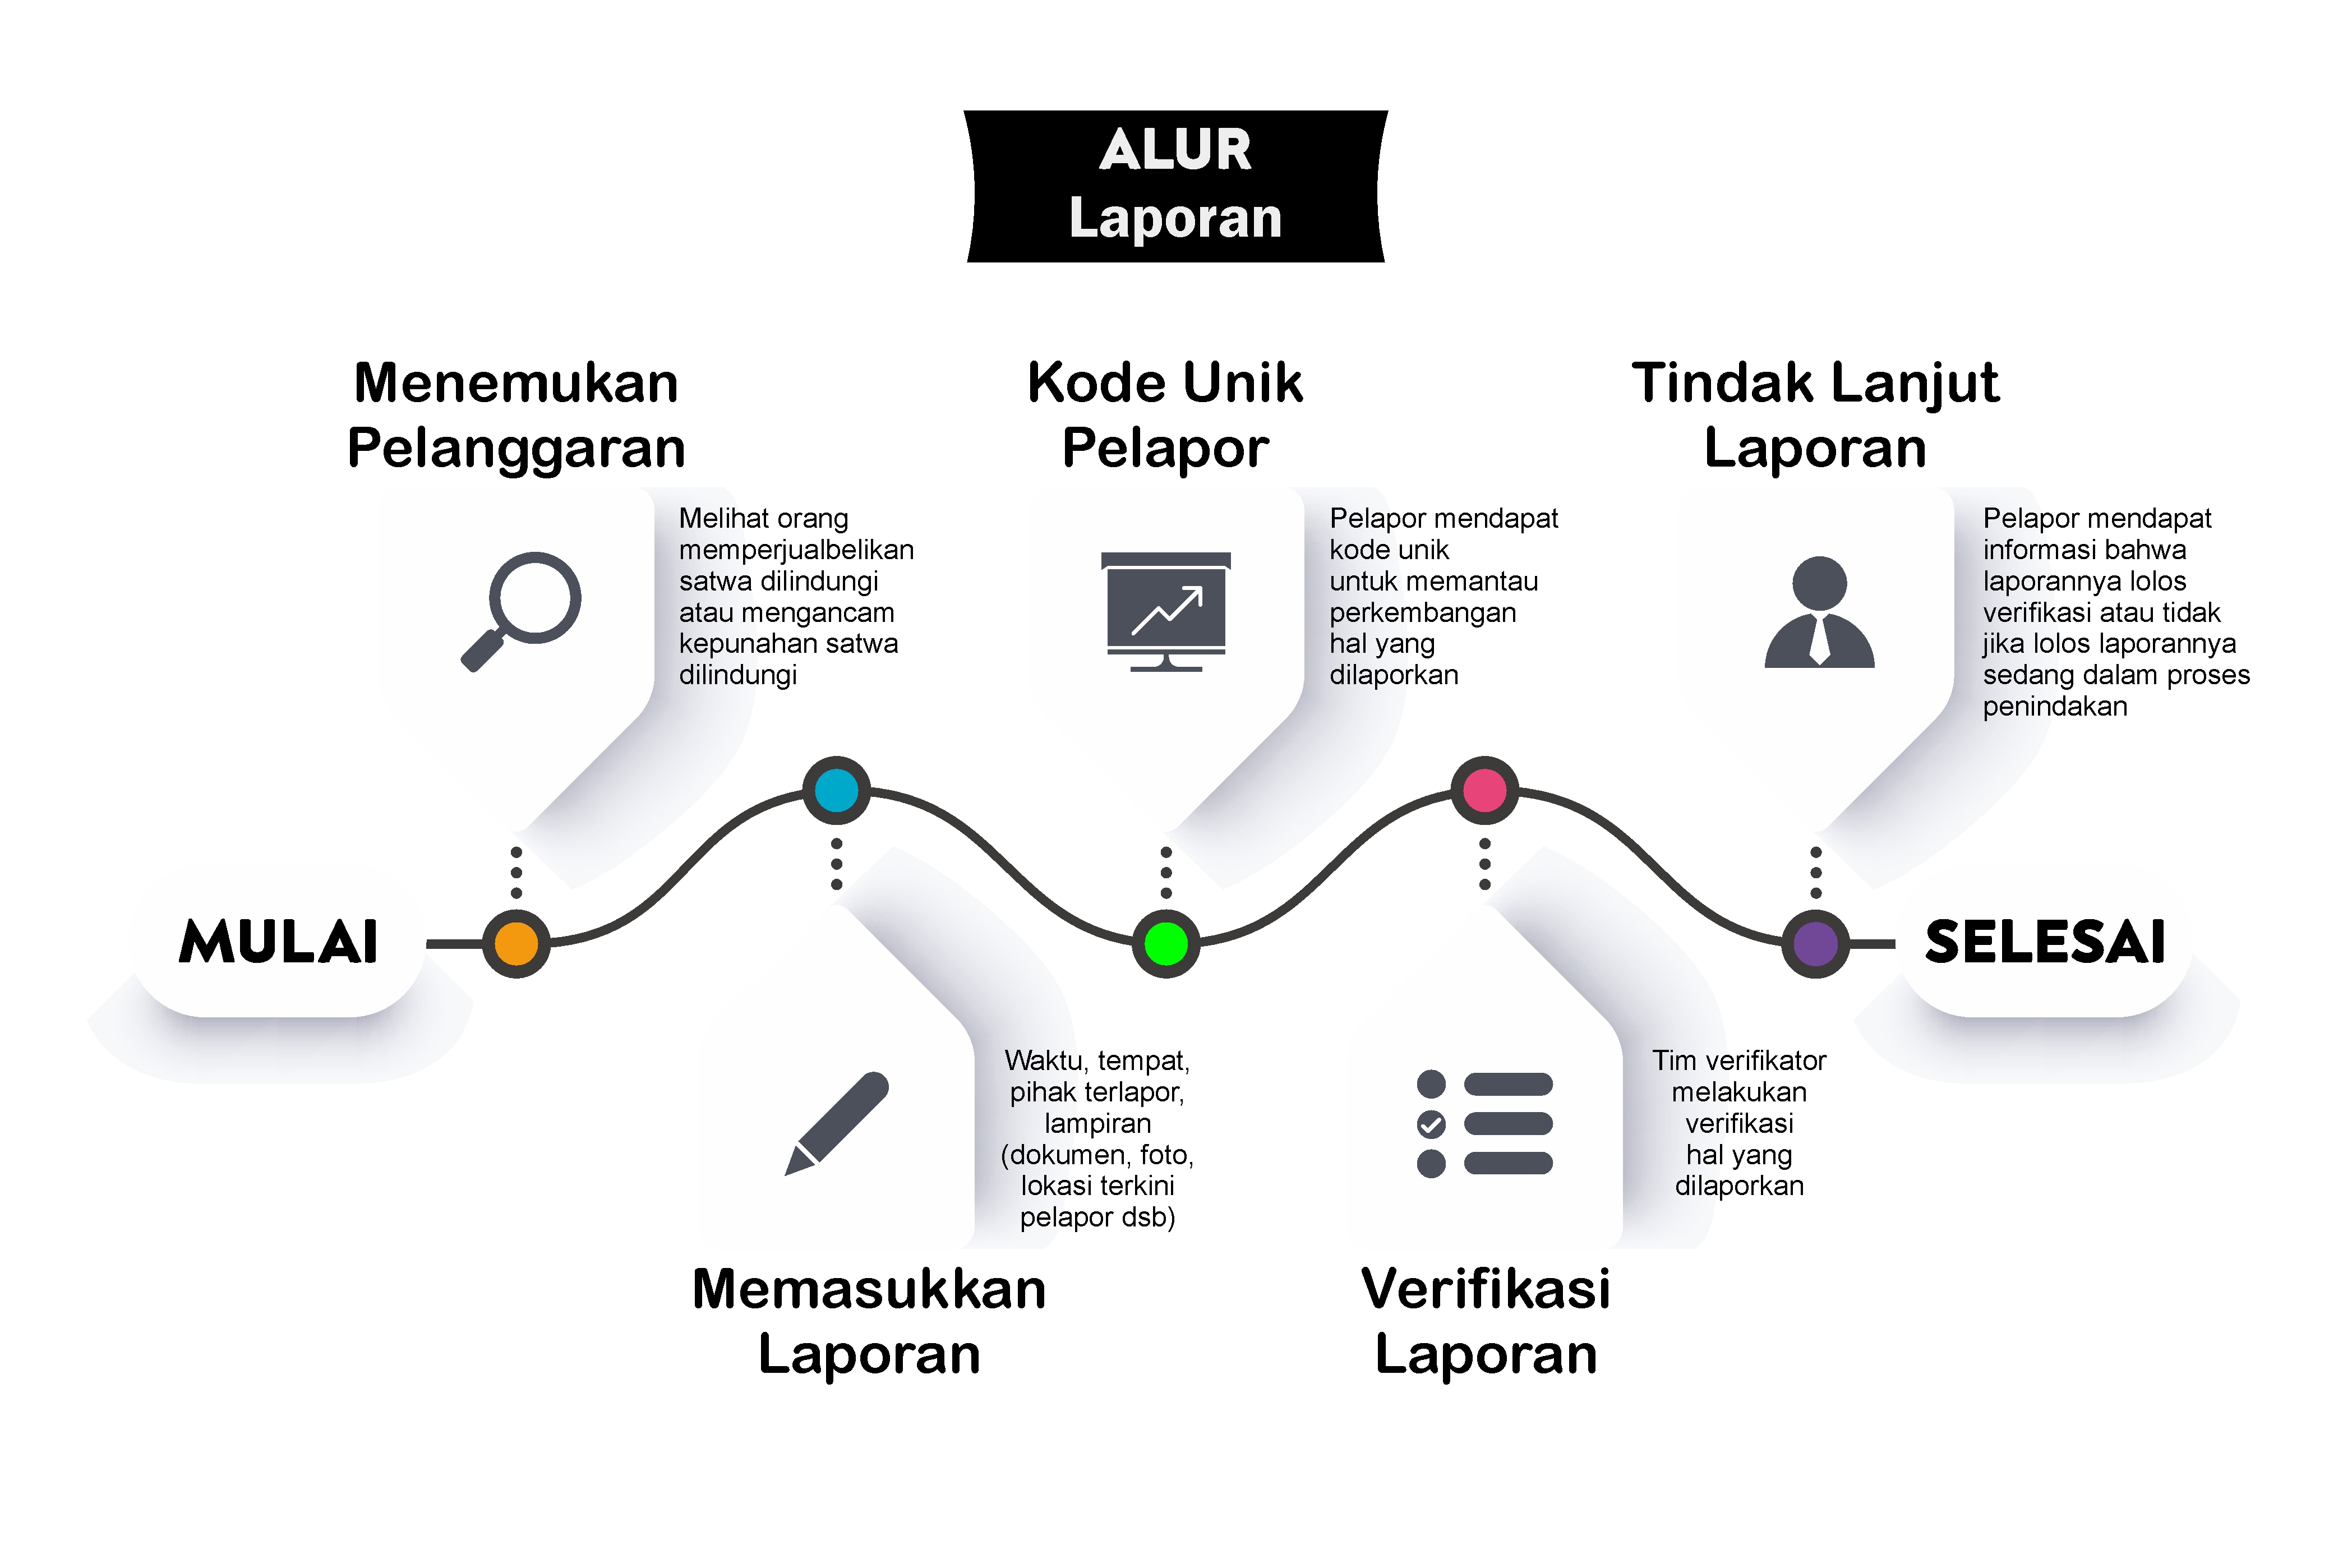 ALUR
Laporan
Menemukan
Pelanggaran
Melihat orang
memperjualbelikan
satwa dilindungi
atau mengancam
kepunahan satwa
dilindungi
Kode Unik
Pelapor
Pelapor mendapat
kode unik
untuk memantau
perkembangan
hal yang
dilaporkan
Tindak Lanjut
Laporan
Pelapor mendapat
informasi bahwa
laporannya lolos
verifikasi atau tidak
jika lolos laporannya
sedang dalam proses
penindakan
MULAI
SELESAI
Waktu, tempat,
pihak terlapor,
lampiran
(dokumen, foto,
lokasi terkini
pelapor dsb)
Memasukkan
Laporan
Tim verifikator
melakukan
verifikasi
hal yang
dilaporkan
Verifikasi
Laporan